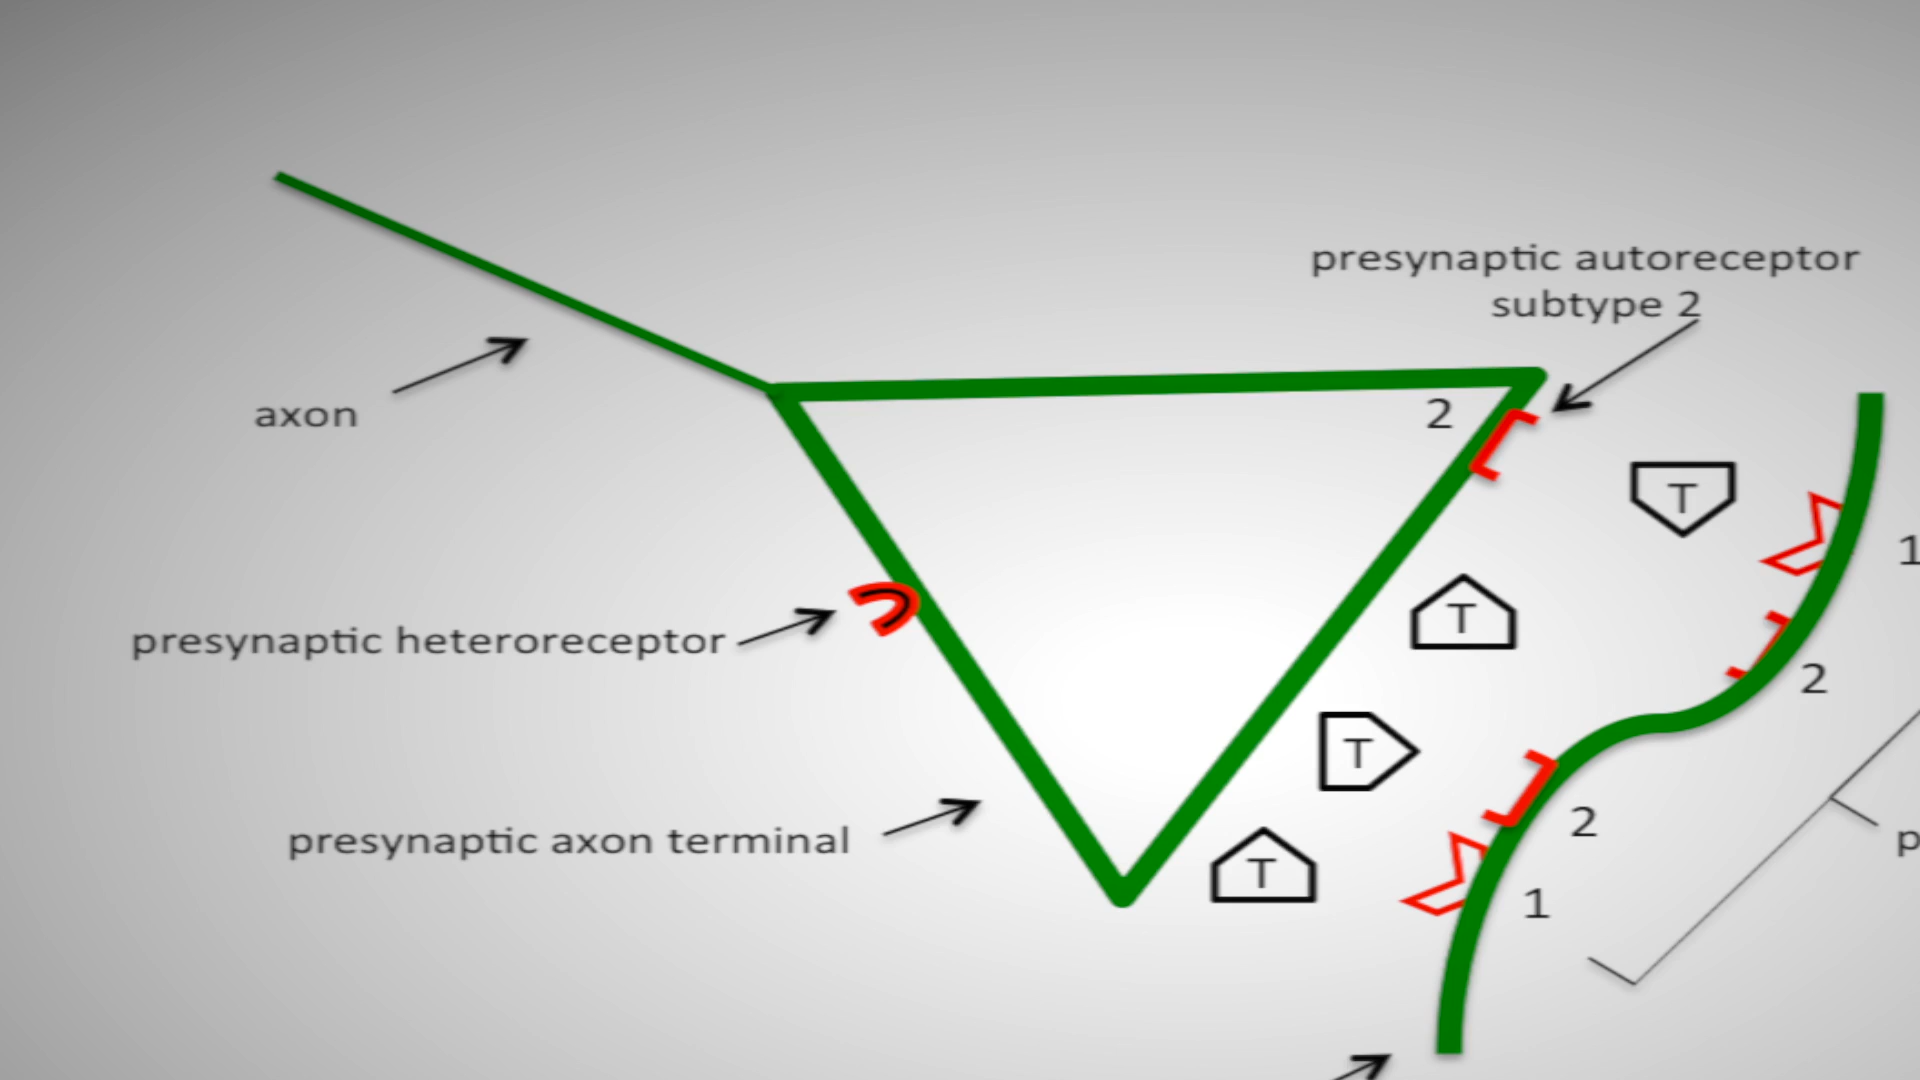 presynaptic autoreceptor
subtype 2
axon
2
T
1
T
presynaptic heteroreceptor
2
T
2
presynaptic axon terminal
T
1
p